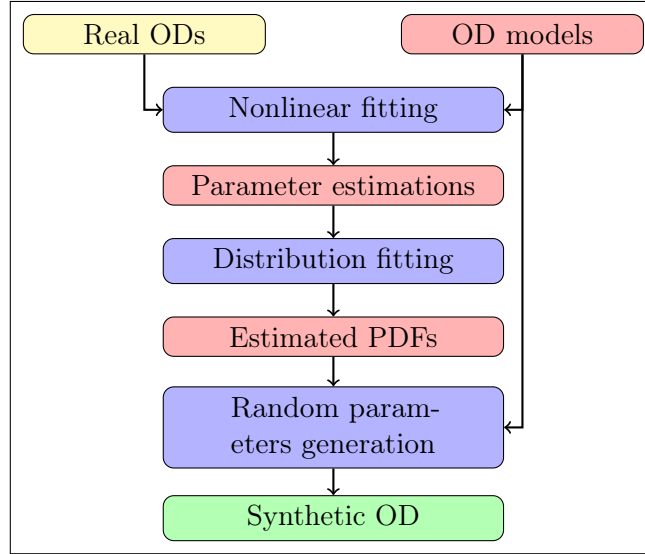 Real ODs
OD models
Nonlinear fitting
Parameter estimations
Distribution fitting
Estimated PDFs
Random param-
eters generation
Synthetic OD